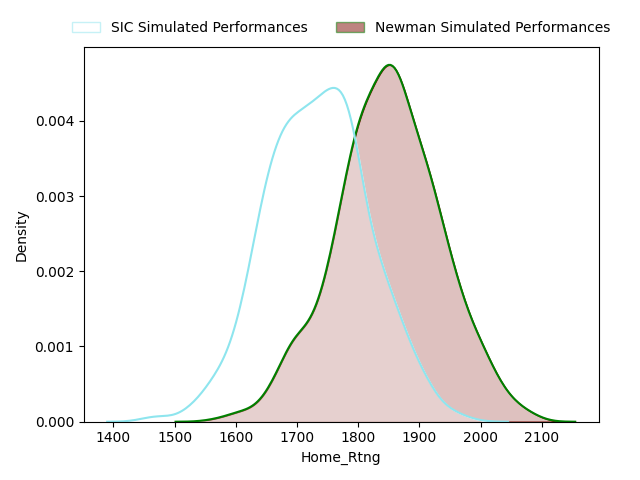 SIC Simulated Performances Newman Simulated Performances
0.004
0.003
0.002
0.001
0.000
Density
1400 1500 1600 1700 1800 1900 2000 2100
Home_Rtng